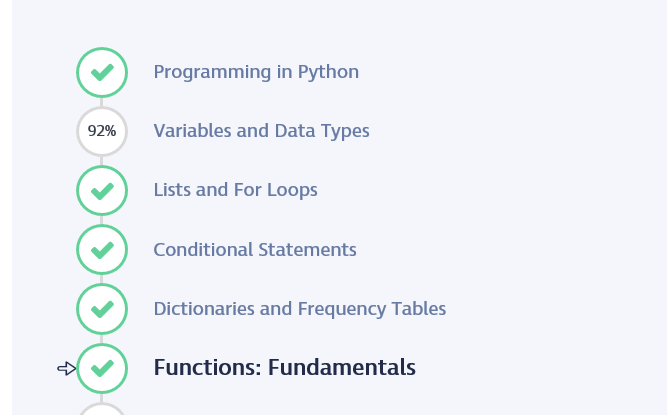 Programming in Python
92% Variables and Data Types
Lists and For Loops
Conditional Statements
Dictionaries and Frequency Tables
Functions: Fundamentals